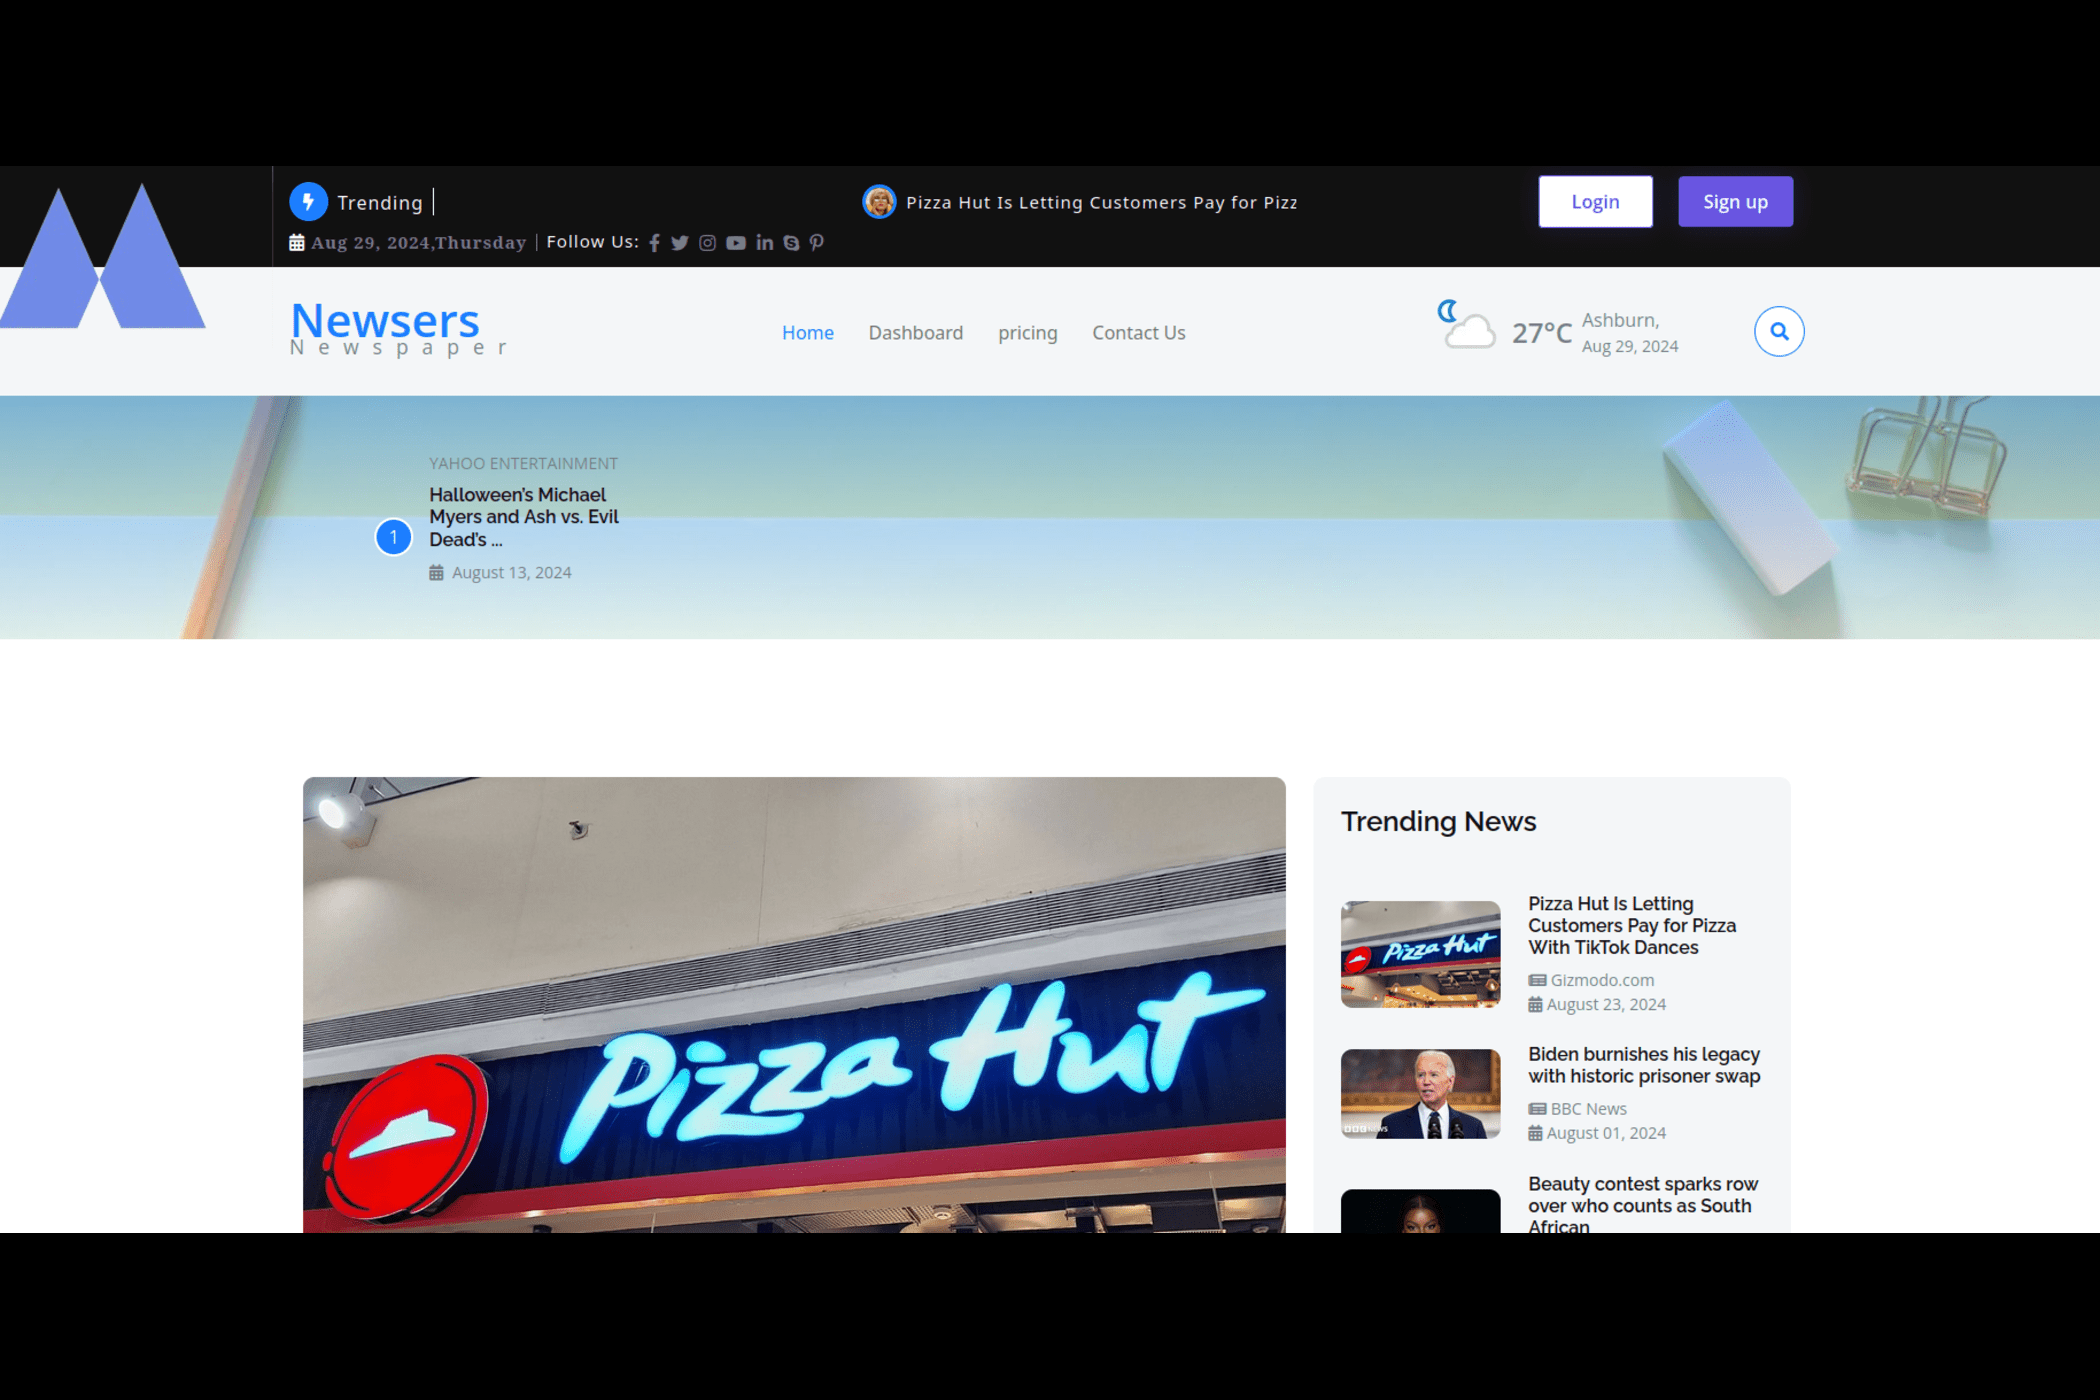 Trending
Pizza Hut Is Letting Customers Pay for Pizz
Login
Sign up
Aug 29, 2024,Thursday
Follow Us:
Newsers
Newspaper
Home
Dashboard
pricing
Contact Us
27°C
Ashburn,
Aug 29, 2024
YAHOO ENTERTAINMENT
Halloween's Michael
Myers and Ash vs. Evil
Dead's ...
1
August 13, 2024
Pizza Hut
Trending News
Pizza Hut
Pizza Hut Is Letting
Customers Pay for Pizza
With TikTok Dances
Gizmodo.com
August 23, 2024
BBC NEWS
Biden burnishes his legacy
with historic prisoner swap
BBC News
August 01, 2024
Beauty contest sparks row
over who counts as South
African